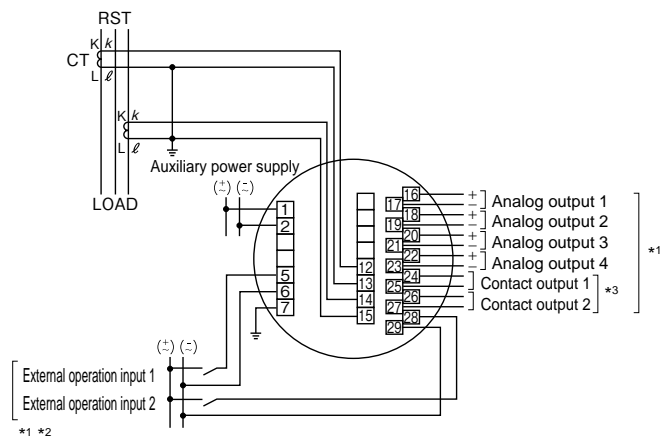 RST
K k
CT
L ℓ
K k
L ℓ
Auxiliary power supply
(±) (-)
LOAD
1
2
5
6
7
12
13
14
15
16
17
18
19
20
21
22
23
24
25
26
27
28
29
+
−
Analog output 1
+
−
Analog output 2
+
−
Analog output 3
+
−
Analog output 4
*1
Contact output 1
*3
Contact output 2
(±) (-)
External operation input 1
External operation input 2
*1 *2